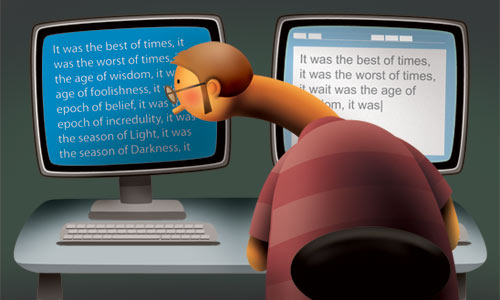 It was the best of times, it
was the worst of times,
the age of wisdom, it
age of foolishness, it
epoch of belief, it was
epoch of incredulity, it was
the season of Light, it was
the season of Darkness, it
It was the best of times,
it was the worst of times,
it wait was the age of
it was